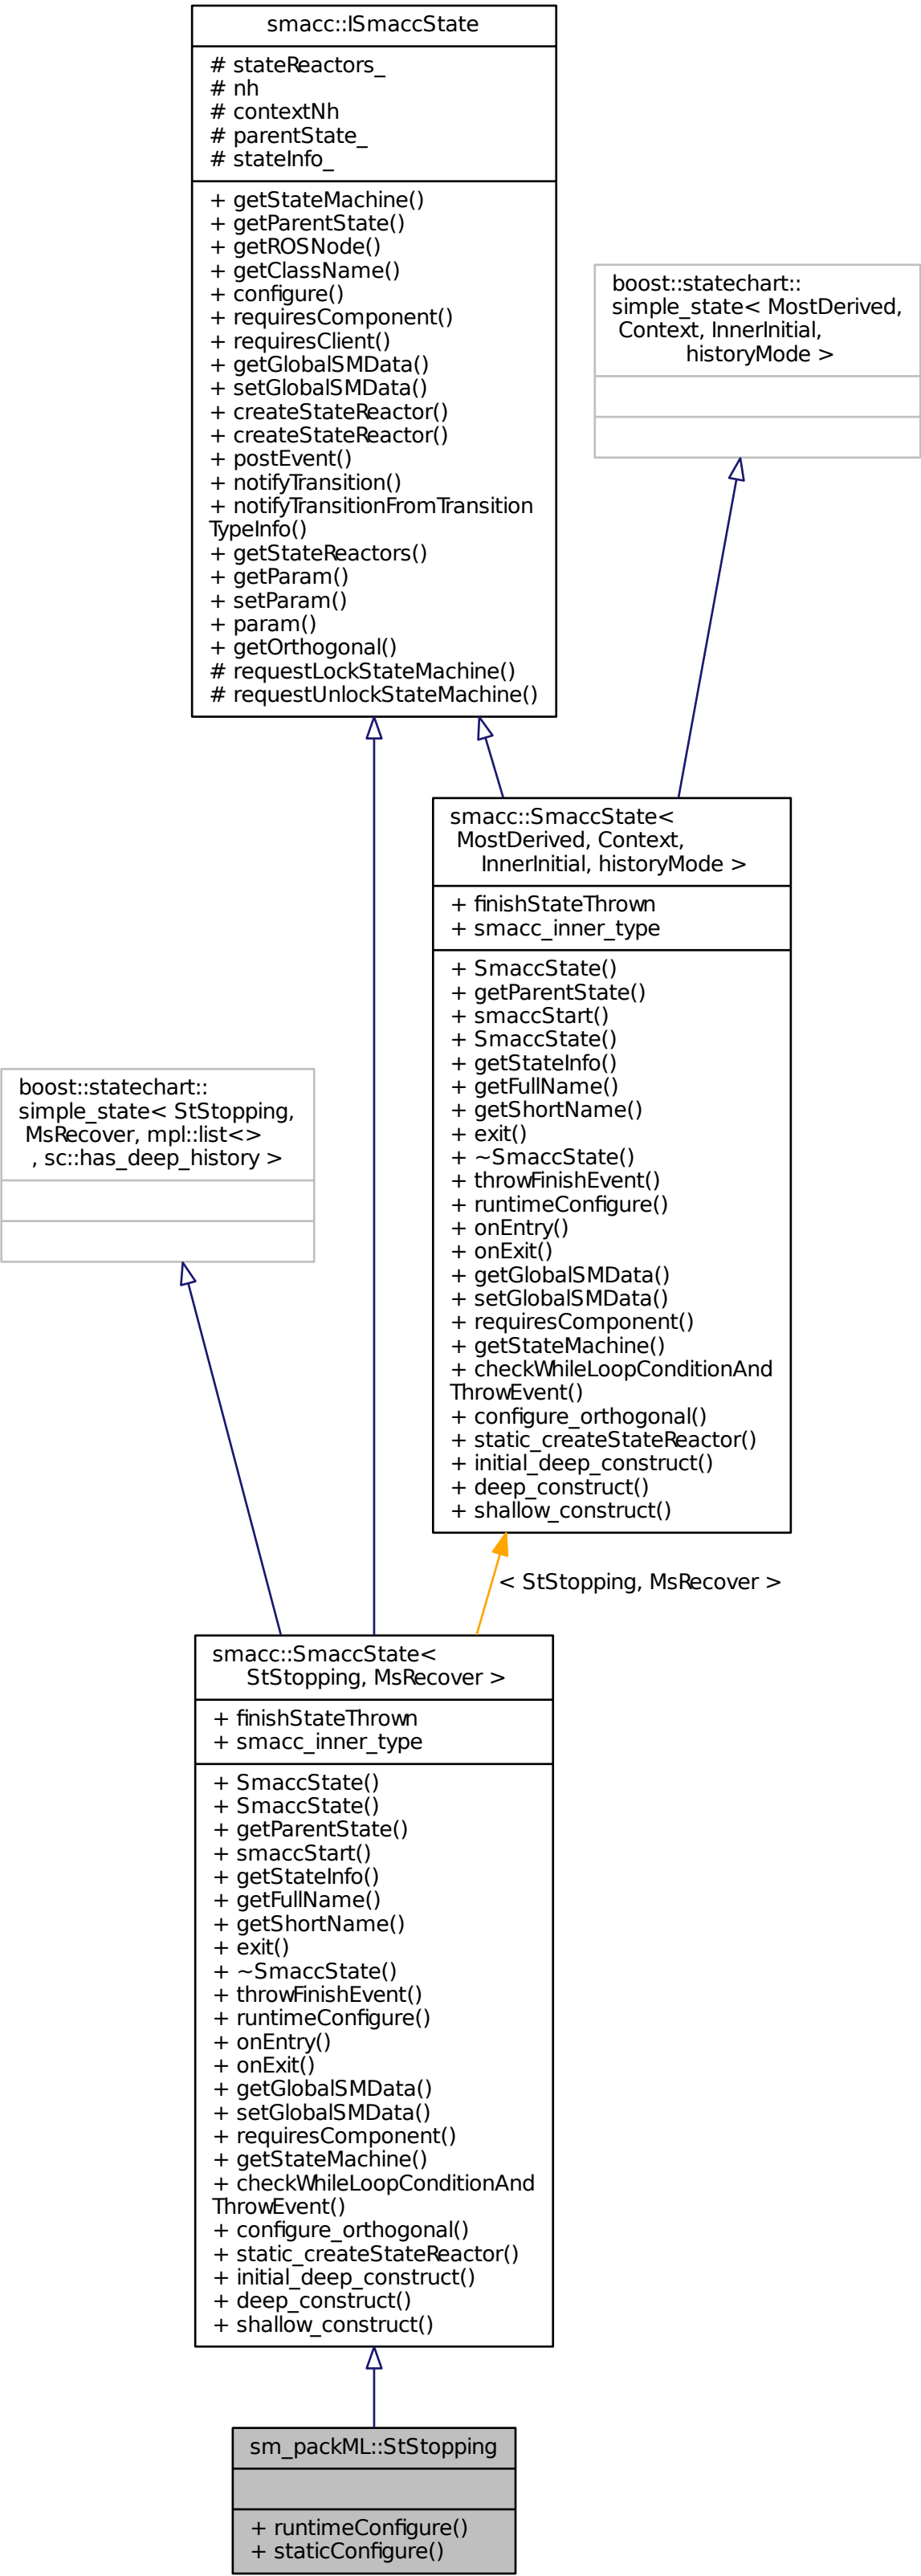 smacc::ISmaccState
# stateReactors_
# nh
# contextNh
# parentState_
# stateInfo_
+ getStateMachine()
+ getParentState()
+ getROSNode()
+ getClassName()
+ configure()
+ requiresComponent()
+ requiresClient()
+ getGlobalSMData()
+ setGlobalSMData()
+ createStateReactor()
+ createStateReactor()
+ postEvent()
+ notifyTransition()
+ notifyTransitionFromTransition
TypeInfo()
+ getStateReactors()
+ getParam()
+ setParam()
+ param()
+ getOrthogonal()
# requestLockStateMachine()
# requestUnlockStateMachine()
boost::statechart::
simple_state< MostDerived,
Context, InnerInitial,
historyMode >
smacc::SmaccState<
MostDerived, Context,
InnerInitial, historyMode >
+ finishStateThrown
+ smacc_inner_type
+ SmaccState()
+ getParentState()
+ smaccStart()
+ SmaccState()
+ getStateInfo()
+ getFullName()
+ getShortName()
+ exit()
+ ~SmaccState()
+ throwFinishEvent()
+ runtimeConfigure()
+ onEntry()
+ onExit()
+ getGlobalSMData()
+ setGlobalSMData()
+ requiresComponent()
+ getStateMachine()
+ checkWhileLoopConditionAnd
ThrowEvent()
+ configure_orthogonal()
+ static_createStateReactor()
+ initial_deep_construct()
+ deep_construct()
+ shallow_construct()
boost::statechart::
simple_state< StStopping,
MsRecover, mpl::list<>
, sc::has_deep_history >
< StStopping, MsRecover >
smacc::SmaccState<
StStopping, MsRecover >
+ finishStateThrown
+ smacc_inner_type
+ SmaccState()
+ SmaccState()
+ getParentState()
+ smaccStart()
+ getStateInfo()
+ getFullName()
+ getShortName()
+ exit()
+ ~SmaccState()
+ throwFinishEvent()
+ runtimeConfigure()
+ onEntry()
+ onExit()
+ getGlobalSMData()
+ setGlobalSMData()
+ requiresComponent()
+ getStateMachine()
+ checkWhileLoopConditionAnd
ThrowEvent()
+ configure_orthogonal()
+ static_createStateReactor()
+ initial_deep_construct()
+ deep_construct()
+ shallow_construct()
sm_packML::StStopping
+ runtimeConfigure()
+ staticConfigure()